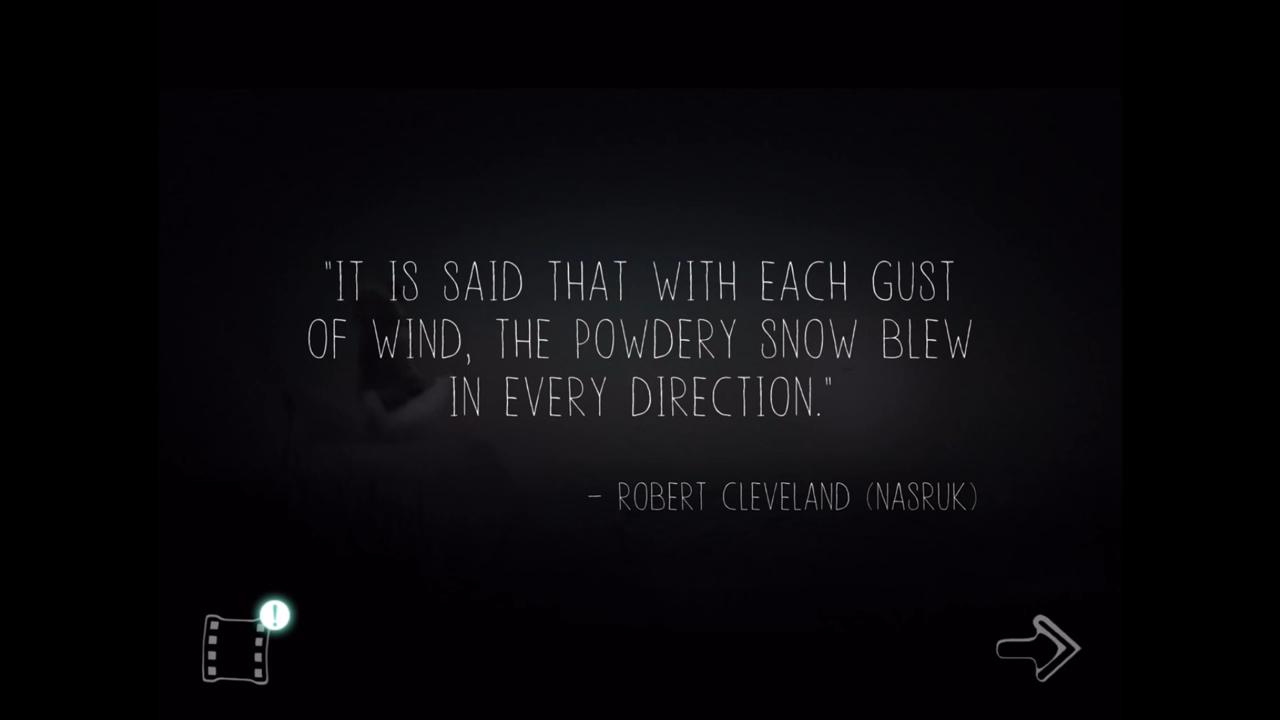 "IT IS SAID THAT WITH EACH GUST
OF WIND, THE POWDERY SNOW BLEW
IN EVERY DIRECTION."
- ROBERT CLEVELAND (NASRUK)
!